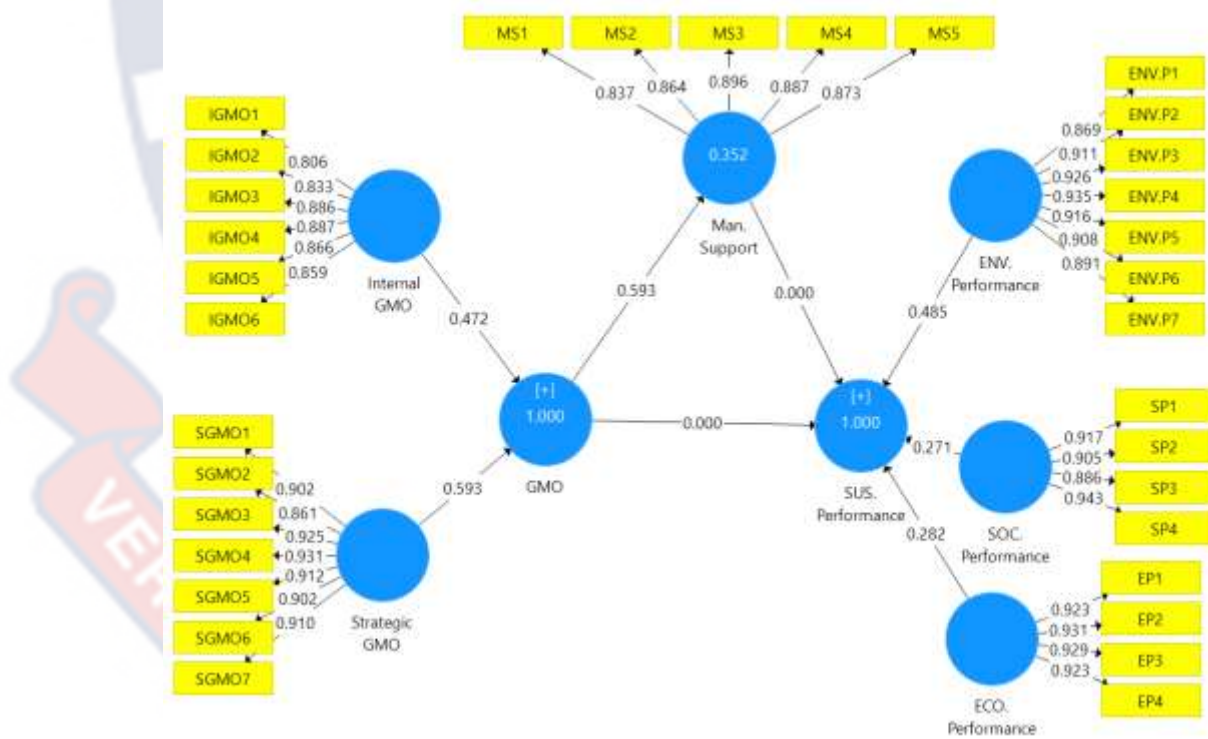 MS1
MS2
MS3
MS4
MS5
0.837
0.864
0.896
0.887
0.873
0.352
Man.
Support
IGMO1
IGMO2
IGMO3
IGMO4
IGMO5
IGMO6
0.806
0.833
0.886
0.887
0.866
0.859
Internal
GMO
0.472
0.593
0.000
ENV.P1
ENV.P2
ENV.P3
ENV.P4
ENV.P5
ENV.P6
ENV.P7
0.869
0.911
0.926
0.935
0.916
0.908
0.891
ENV.
Performance
0.485
[+]
1.000
GMO
0.000
[+]
1.000
SUS.
Performance
SGMO1
SGMO2
SGMO3
SGMO4
SGMO5
SGMO6
SGMO7
0.902
0.861
0.925
0.931
0.912
0.902
0.910
Strategic
GMO
0.593
0.271
SP1
SP2
SP3
SP4
0.917
0.905
0.886
0.943
SOC.
Performance
0.282
EP1
EP2
EP3
EP4
0.923
0.931
0.929
0.923
ECO.
Performance